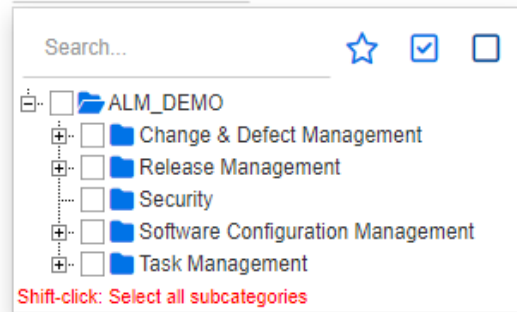 Search...
ALM_DEMO
Change & Defect Management
Release Management
Security
Software Configuration Management
Task Management
Shift-click: Select all subcategories